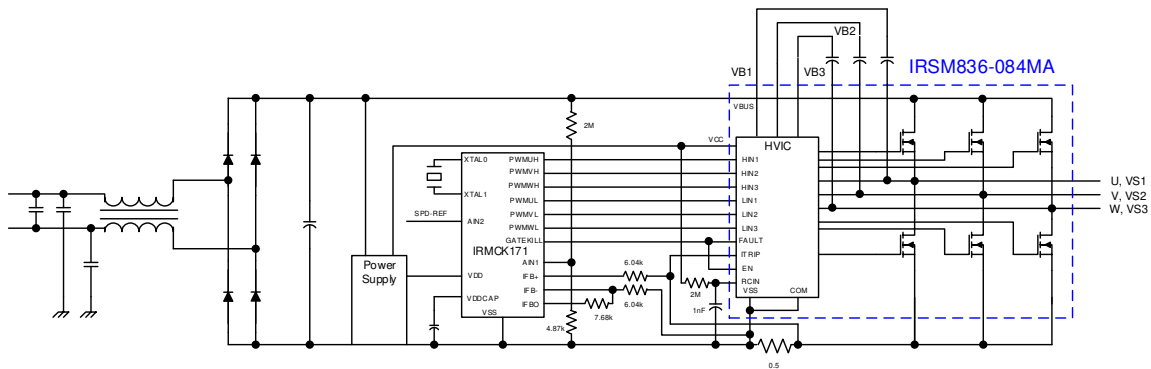 VB2
VB1
VB3
IRSM836-084MA
VBUS
2M
VCC
HVIC
XTAL0
XTAL1
SPD-REF
AIN2
IRMCK171
VDD
VDDCAP
VSS
PWMUH
PWMVH
PWMWH
PWMUL
PWMVL
PWMWL
GATEKILL
AIN1
IFB+
IFB-
IFBO
HIN1
HIN2
HIN3
LIN1
LIN2
LIN3
FAULT
ITRIP
EN
RCIN
VSS
COM
U, VS1
V, VS2
W, VS3
Power
Supply
6.04k
6.04k
7.68k
4.87k
2M
1nF
0.5